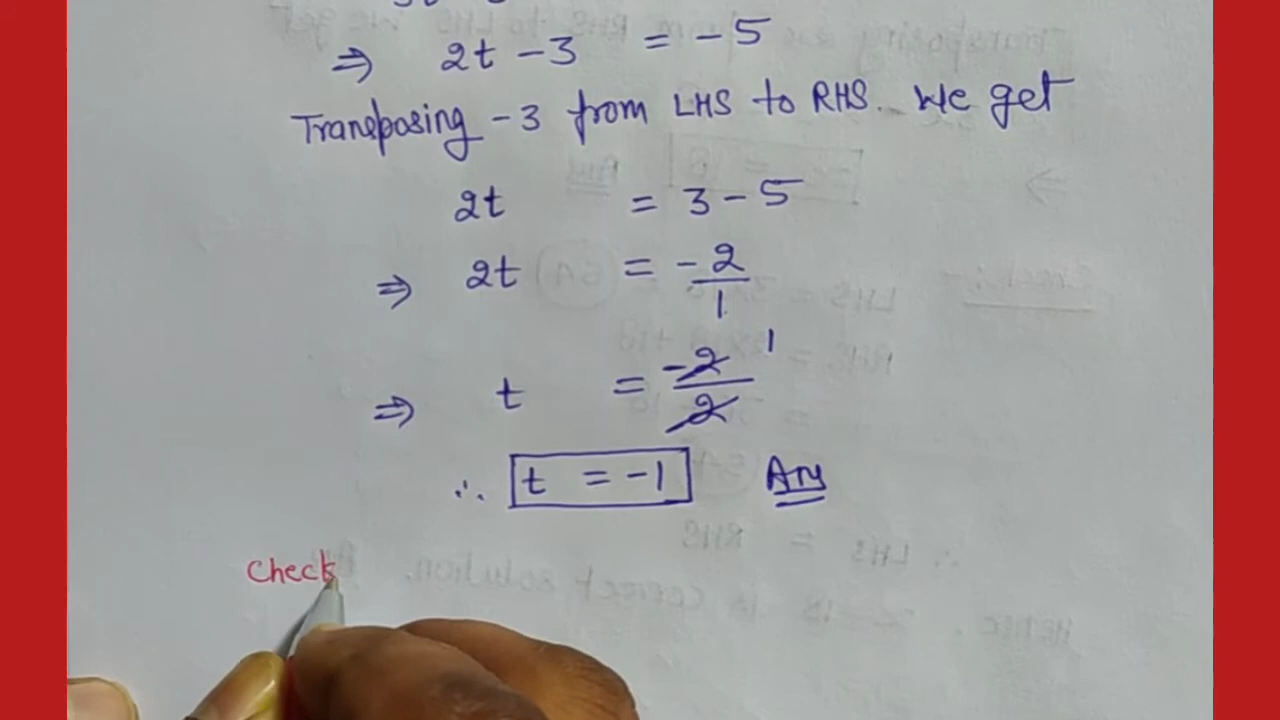 ⇒ 2t - 3 = - 5
Transposing - 3 from LHS to RHS. We get
2t = 3 - 5
⇒ 2t = - 2/1
⇒ t = -2/2 1
∴ t = -1 Ans
Check